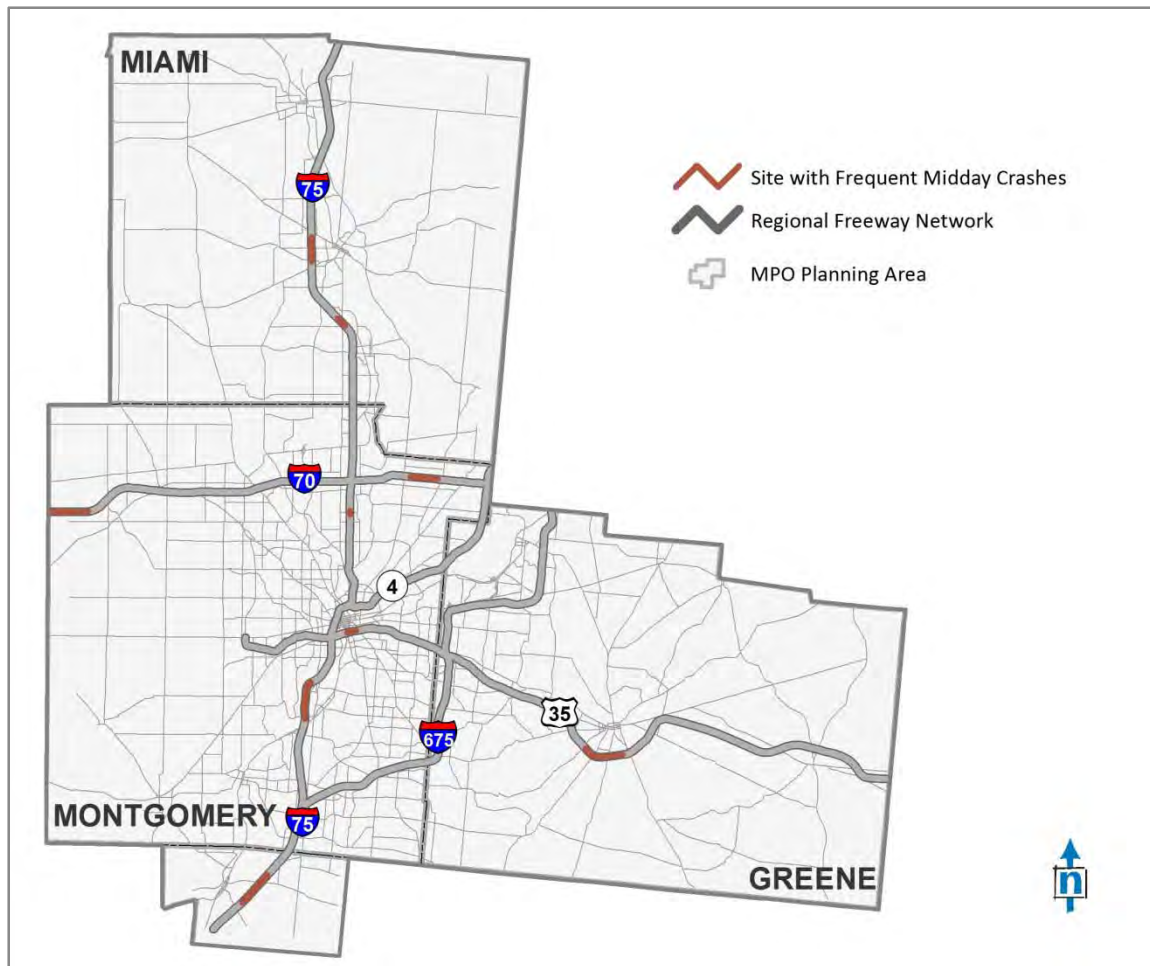 MIAMI
75
Site with Frequent Midday Crashes
Regional Freeway Network
MPO Planning Area
70
4
35
675
MONTGOMERY
75
GREENE
n